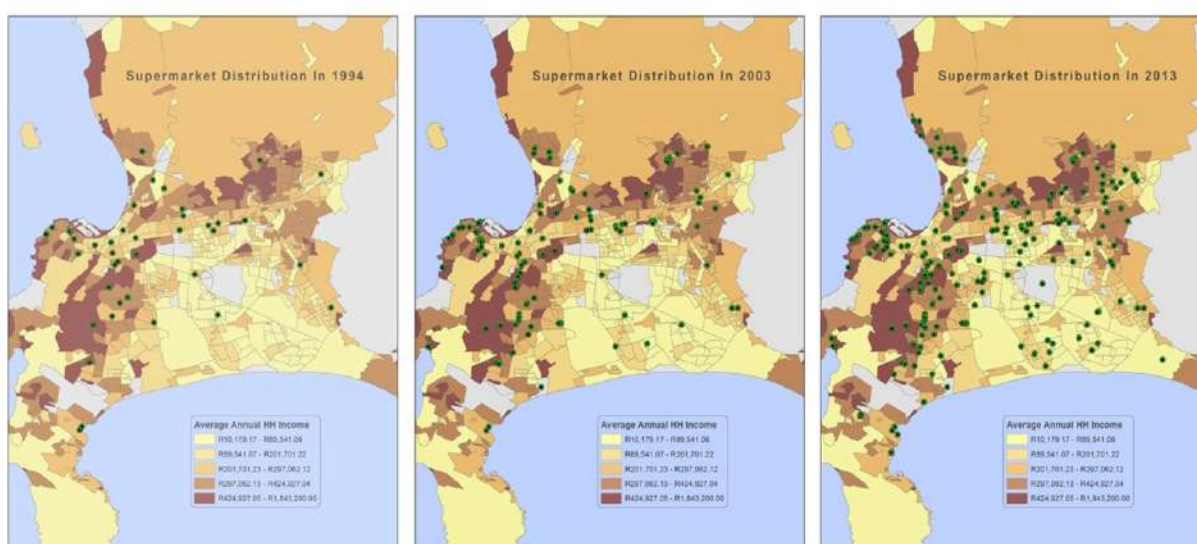 Supermarket Distribution In 1994
Average Annual HH Income
R10,179.17 - R89,541.06
R89,541.07 - R201,701.22
R201,701.23 - R297,062.12
R297,062.13 - R424,927.04
R424,927.05 - R1,843,200.00
Supermarket Distribution In 2003
Average Annual HH Income
R10,179.17 - R89,541.06
R89,541.07 - R201,701.22
R201,701.23 - R297,062.12
R297,062.13 - R424,927.04
R424,927.05 - R1,843,200.00
Supermarket Distribution In 2013
Average Annual HH Income
R10,179.17 - R89,541.06
R89,541.07 - R201,701.22
R201,701.23 - R297,062.12
R297,062.13 - R424,927.04
R424,927.05 - R1,843,200.00